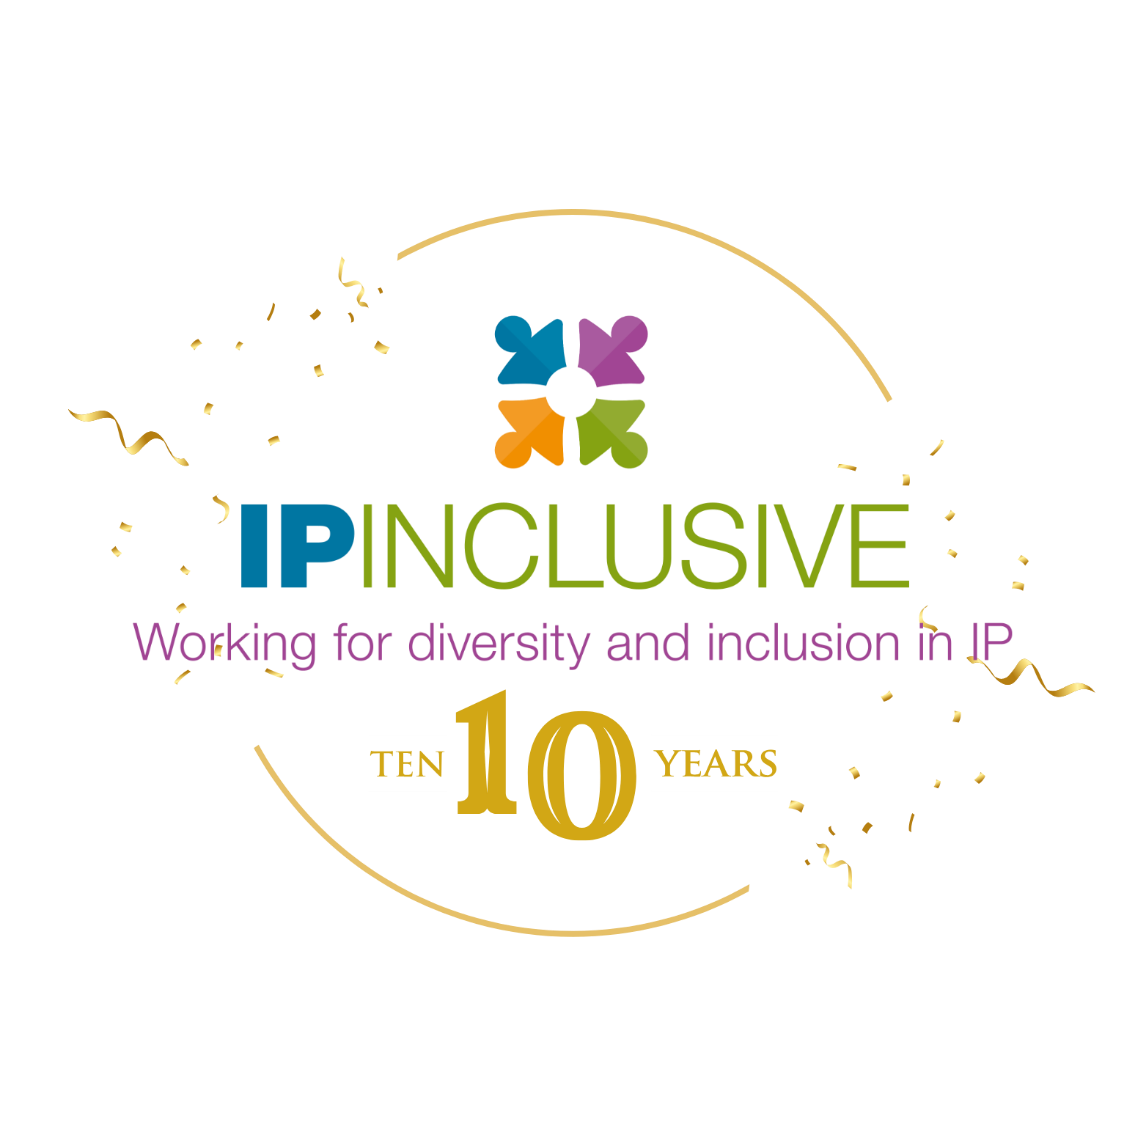 IPINCLUSIVE
Working for diversity and inclusion in IP
TEN 10 YEARS